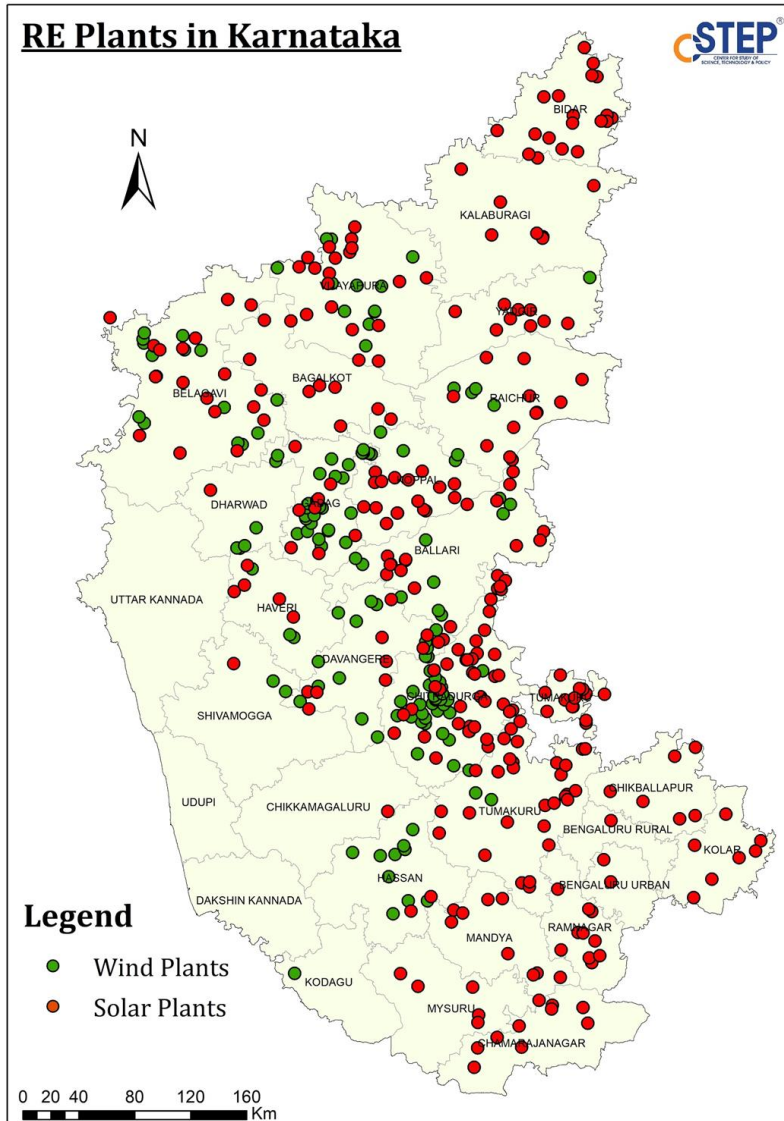 RE Plants in Karnataka
CSTEP®
CENTER FOR STUDY OF
SCIENCE, TECHNOLOGY & POLICY
N
BIDAR
KALABURAGI
VIJAYAPURA
YADGIR
BAGALKOT
BELAGAVI
RAICHUR
KOPPAL
DHARWAD
GADAG
BALLARI
UTTAR KANNADA
HAVERI
DAVANGERE
CHITRADURGA
TUMAKURU
SHIVAMOGGA
CHIKBALLAPUR
UDUPI
CHIKKAMAGALURU
TUMAKURU
BENGALURU RURAL
KOLAR
HASSAN
BENGALURU URBAN
DAKSHIN KANNADA
RAMNAGAR
MANDYA
KODAGU
MYSURU
CHAMARAJANAGAR
Legend
Wind Plants
Solar Plants
0 20 40 80 120 160
Km